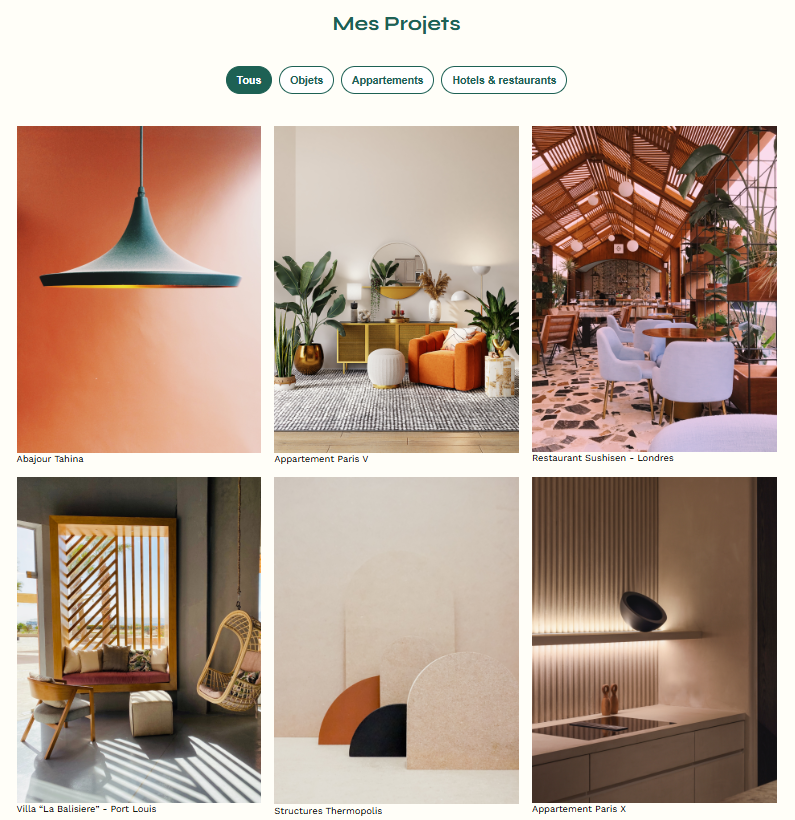 Mes Projets
Tous
Objets
Appartements
Hotels & restaurants
Abajour Tahina
Appartement Paris V
Restaurant Sushisen - Londres
Villa “La Balisiere” - Port Louis
Structures Thermopolis
Appartement Paris X